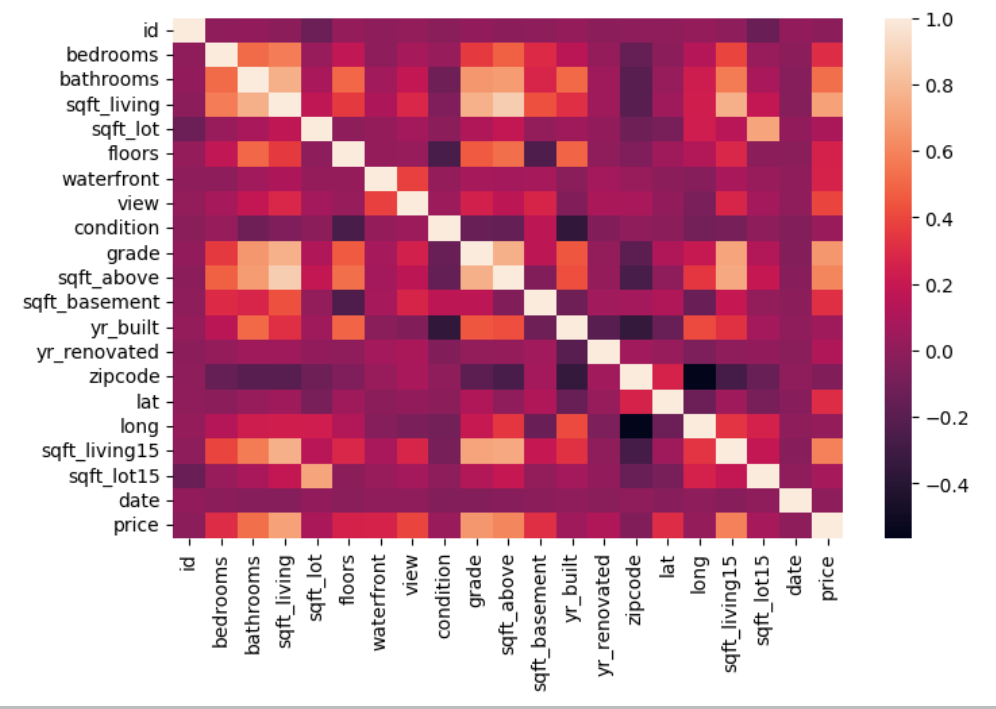 id
bedrooms
bathrooms
sqft_living
sqft_lot
floors
waterfront
view
condition
grade
sqft_above
sqft_basement
yr_built
yr_renovated
zipcode
lat
long
sqft_living15
sqft_lot15
date
price
id
bedrooms
bathrooms
sqft_living
sqft_lot
floors
waterfront
view
condition
grade
sqft_above
sqft_basement
yr_built
yr_renovated
zipcode
lat
long
sqft_living15
sqft_lot15
date
price
1.0
0.8
0.6
0.4
0.2
0.0
−0.2
−0.4